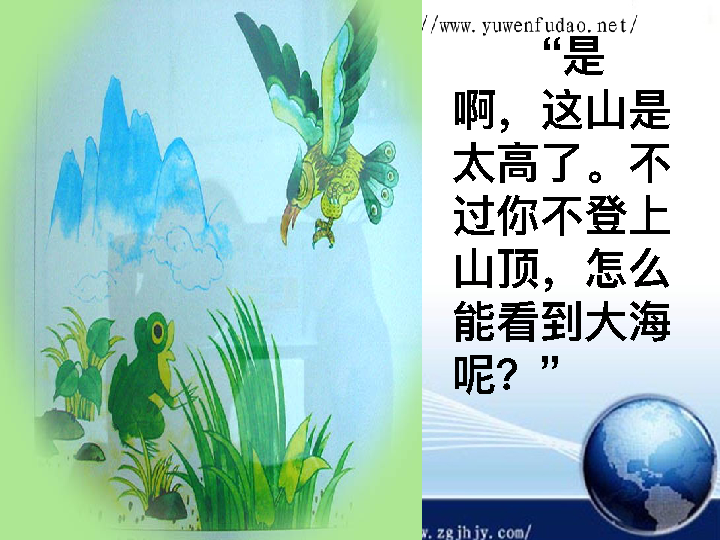 //www.yuwenfudao.net/
“是
啊，这山是
太高了。不
过你不登上
山顶，怎么
能看到大海
呢？”
w.zgjhjy.com/